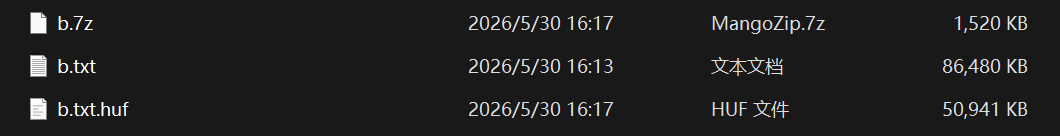 b.7z 2026/5/30 16:17 MangoZip.7z 1,520 KB
b.txt 2026/5/30 16:13 文本文档 86,480 KB
b.txt.huf 2026/5/30 16:17 HUF 文件 50,941 KB